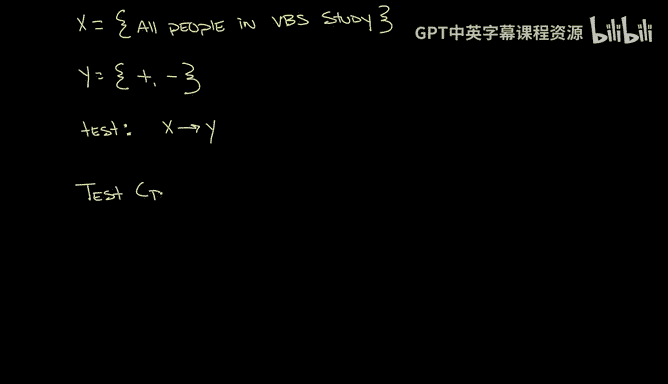 X = { All people in VBS Study }
GPT中英字幕课程资源 bilibili
Y = { +, - }
test: X → Y
Test (